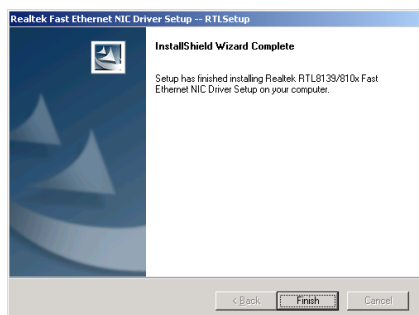 Realtek Fast Ethernet NIC Driver Setup -- RTLSetup
InstallShield Wizard Complete
Setup has finished installing Realtek RTL8139/810x Fast
Ethernet NIC Driver Setup on your computer.
< Back
Finish
Cancel